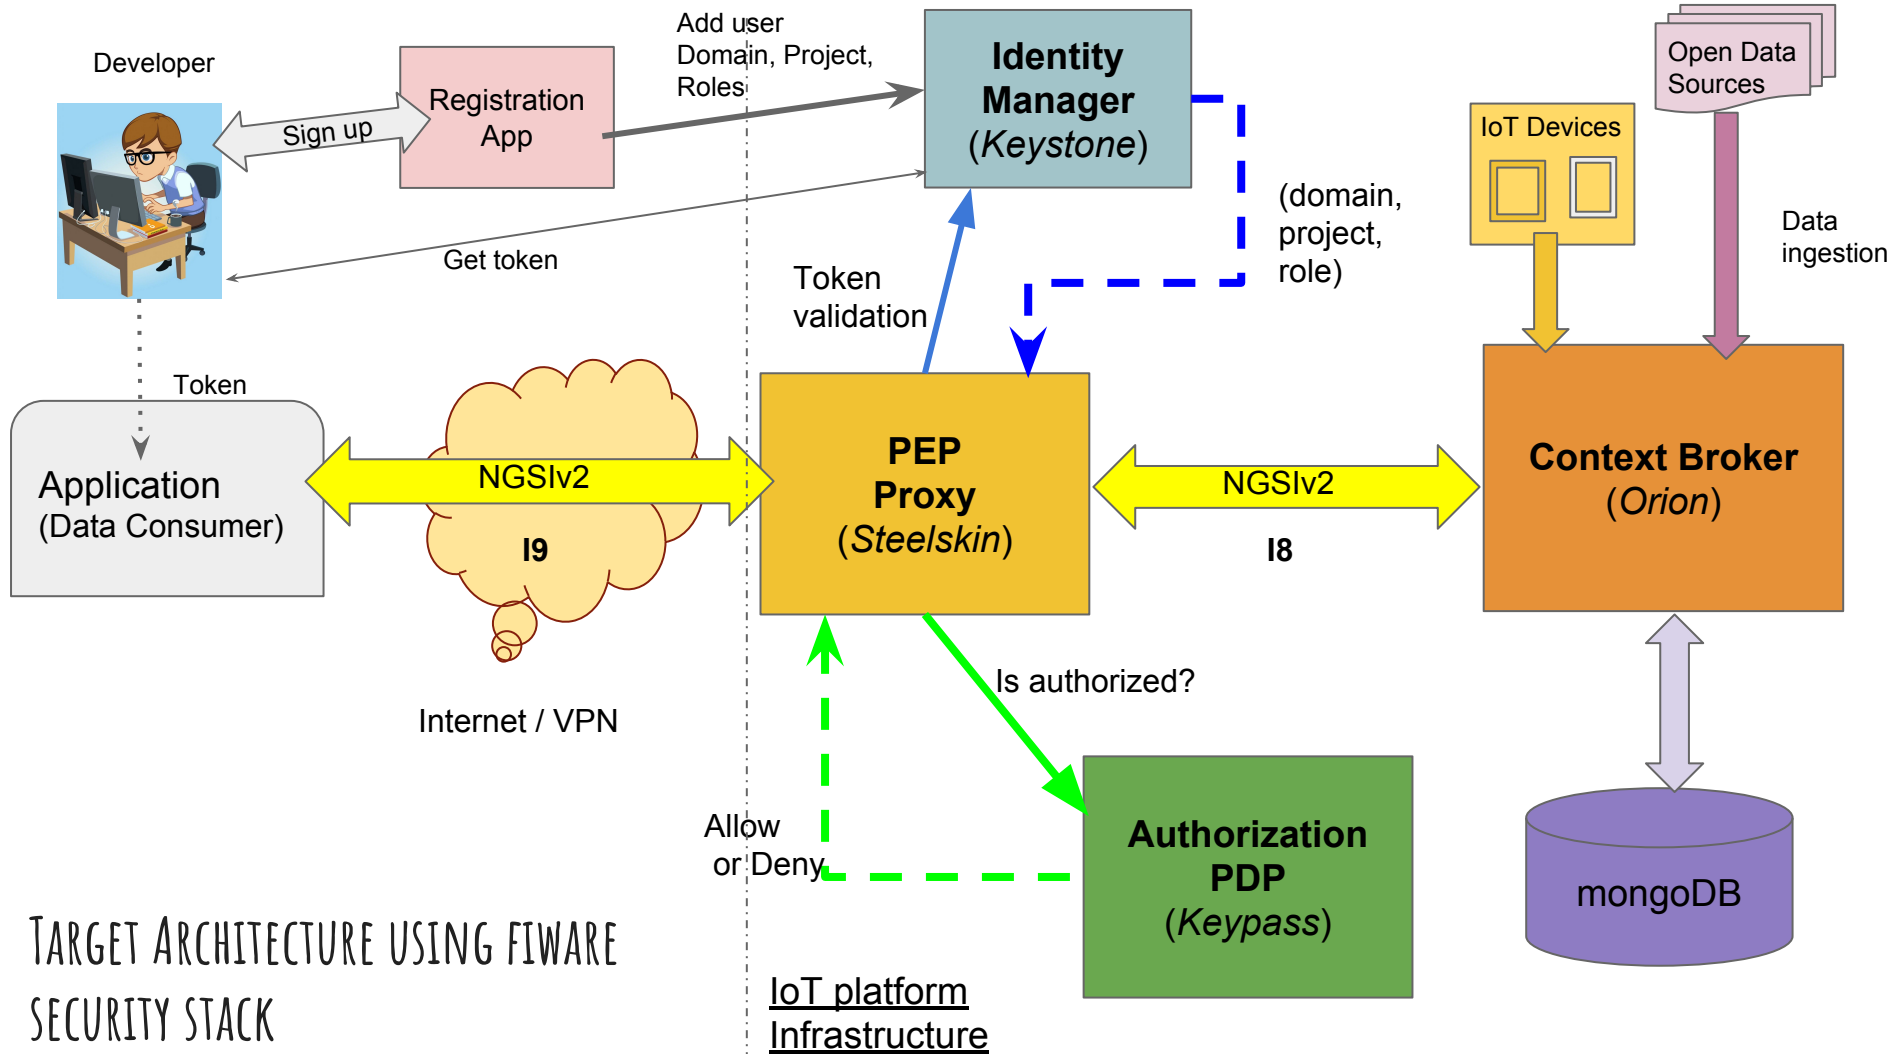 Developer
Sign up
Registration
App
Add user
Domain, Project,
Roles
Identity
Manager
(Keystone)
Open Data
Sources
IoT Devices
(domain,
project,
role)
Data
ingestion
Get token
Token
validation
Token
Application
(Data Consumer)
NGSIv2
I9
Internet / VPN
PEP
Proxy
(Steelskin)
NGSIv2
I8
Context Broker
(Orion)
Is authorized?
Allow
or Deny
Authorization
PDP
(Keypass)
mongoDB
TARGET ARCHITECTURE USING FIWARE
SECURITY STACK
IoT platform
Infrastructure